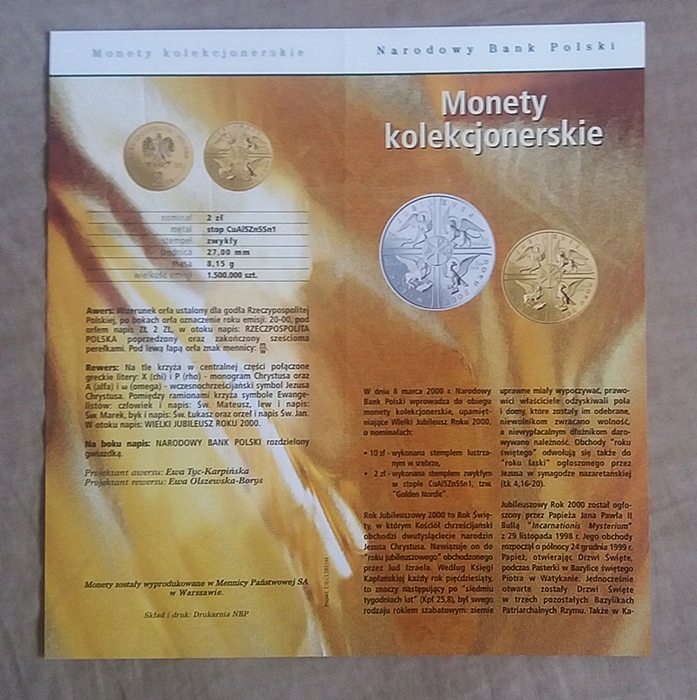 Monety kolekcjonerskie
nominał 2 zł
metal stop CuAl5Zn5Sn1
stempel zwykły
średnica 27,00 mm
masa 8,15 g
wielkość emisji 1.500.000 szt.
Awers: Wizerunek orła ustalony dla godła Rzeczypospolitej
Polskiej, po bokach orła oznaczenie roku emisji: 20-00, pod
orłem napis ZŁ 2 ZŁ, w otoku napis: RZECZPOSPOLITA
POLSKA poprzedzony oraz zakończony sześcioma
perełkami. Pod lewą łapą orła znak mennicy:
Rewers: Na tle krzyża w centralnej części połączone
greckie litery: X (chi) i P (rho) - monogram Chrystusa oraz
A (alfa) i ω (omega) - wczesnochrześcijański symbol Jezusa
Chrystusa. Pomiędzy ramionami krzyża symbole Ewange-
listów: człowiek i napis: Św. Mateusz, lew i napis:
Św. Marek, byk i napis: Św. Łukasz oraz orzeł i napis Św. Jan.
W otoku napis: WIELKI JUBILEUSZ ROKU 2000.
Na boku napis: NARODOWY BANK POLSKI rozdzielony
gwiazdką.
Projektant awersu: Ewa Tyc-Karpińska
Projektant rewersu: Ewa Olszewska-Borys
Monety zostały wyprodukowane w Mennicy Państwowej SA
w Warszawie.
Skład i druk: Drukarnia NBP
Narodowy Bank Polski
Monety
kolekcjonerskie
W dniu 8 marca 2000 r. Narodowy
Bank Polski wprowadza do obiegu
monety kolekcjonerskie, upamięt-
niające Wielki Jubileusz Roku 2000,
o nominałach:
• 10 zł - wykonana stemplem lustrza-
nym w srebrze,
• 2 zł - wykonana stemplem zwykłym
w stopie CuAl5Zn5Sn1, tzw.
"Golden Nordic".
Rok Jubileuszowy 2000 to Rok Świę-
ty, w którym Kościół chrześcijański
obchodzi dwutysiąclecie narodzin
Jezusa Chrystusa. Nawiązuje on do
"roku jubileuszowego" obchodzonego
przez lud Izraela. Według Księgi
Kapłańskiej każdy rok pięćdziesiąty,
to znaczy następujący po "siedmiu
tygodniach lat" (Kpł 25,8), był swego
rodzaju rokiem szabatowym: ziemie
uprawne miały wypoczywać, prawo-
wici właściciele odzyskiwali pola
i domy, które zostały im odebrane,
niewolnikom zwracano wolność,
a niewypłacalnym dłużnikom daro-
wywano należność. Obchody "roku
świętego" odwołują się także do
"roku łaski" ogłoszonego przez
Jezusa w synagodze nazaretańskiej
(Łk 4,16-20).
Jubileuszowy Rok 2000 został ogło-
szony przez Papieża Jana Pawła II
Bullą "Incarnationis Mysterium"
z 29 listopada 1998 r. Jego obchody
rozpoczął o północy 24 grudnia 1999 r.
Papież, otwierając Drzwi Święte,
podczas Pasterki w Bazylice świętego
Piotra w Watykanie. Jednocześnie
otwarte zostały Drzwi Święte
w trzech pozostałych Bazylikach
Patriarchalnych Rzymu. Także w Ka-